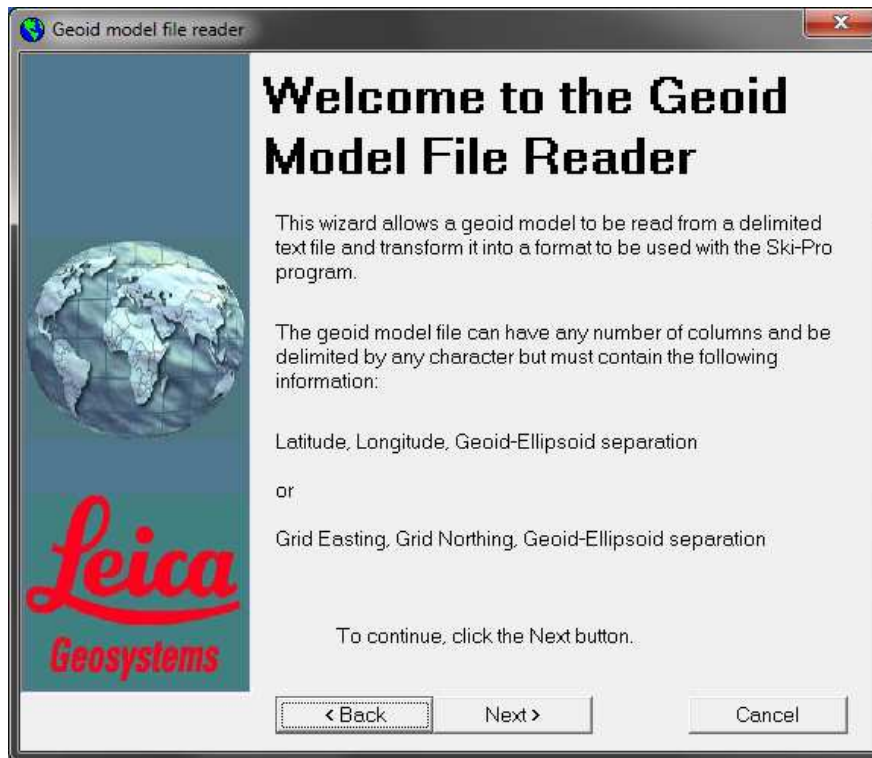 Geoid model file reader
Welcome to the Geoid
Model File Reader
This wizard allows a geoid model to be read from a delimited
text file and transform it into a format to be used with the Ski-Pro
program.
The geoid model file can have any number of columns and be
delimited by any character but must contain the following
information:
Latitude, Longitude, Geoid-Ellipsoid separation
or
Grid Easting, Grid Northing, Geoid-Ellipsoid separation
Leica
Geosystems
To continue, click the Next button.
< Back
Next >
Cancel